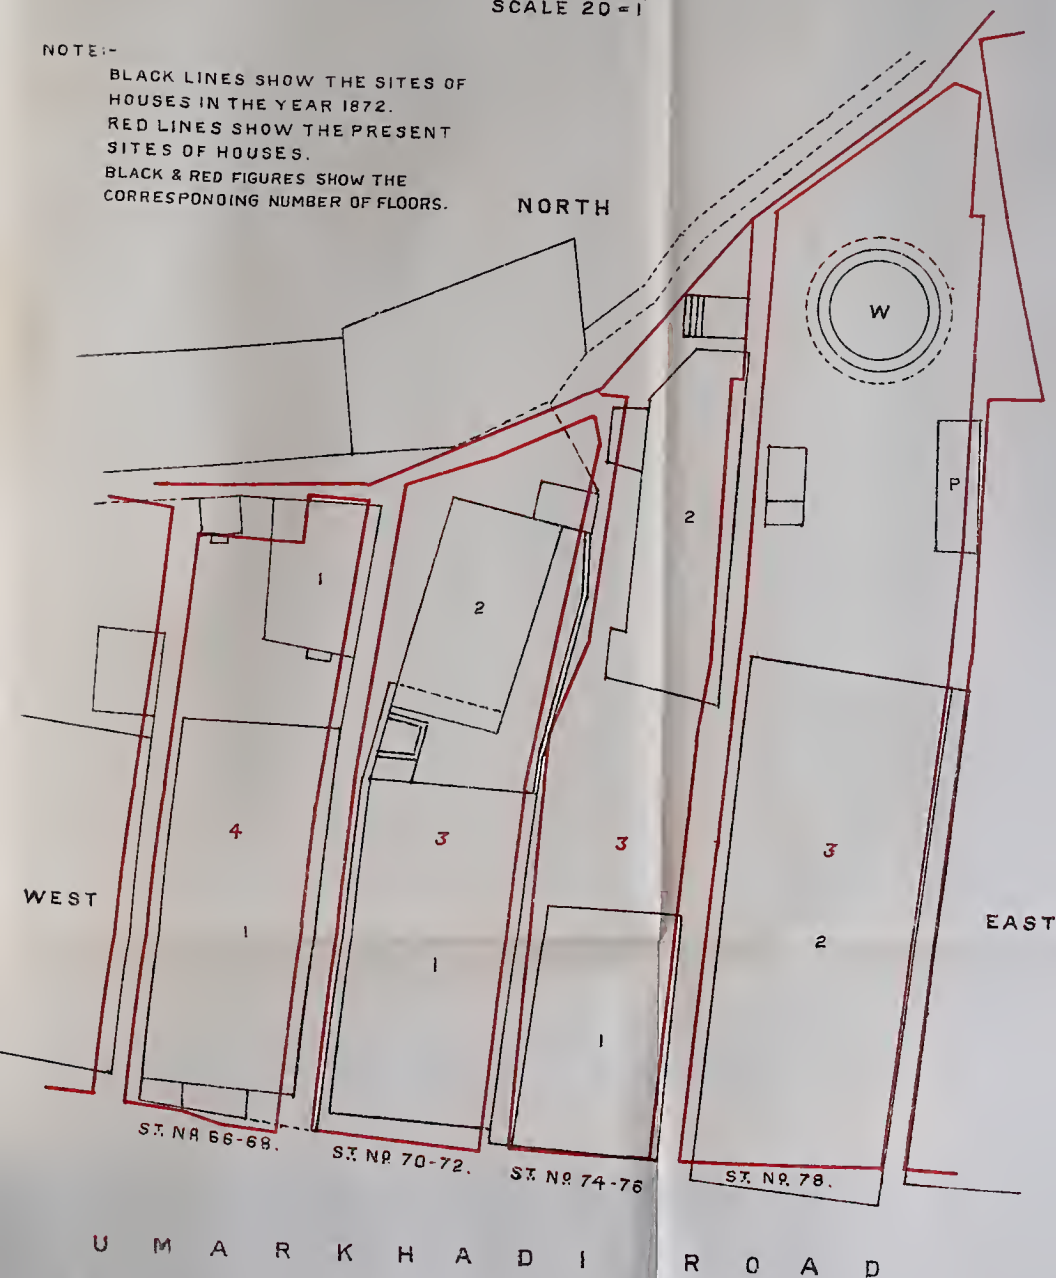 SCALE 20=1
NOTE:-
BLACK LINES SHOW THE SITES OF
HOUSES IN THE YEAR 1872.
RED LINES SHOW THE PRESENT
SITES OF HOUSES.
BLACK & RED FIGURES SHOW THE
CORRESPONDING NUMBER OF FLOORS.
NORTH
W
P
2
1
2
4
3
3
3
WEST
EAST
1
1
2
1
ST. NO. 66-68.
ST. NO. 70-72.
ST. NO. 74-76
ST. NO. 78.
UMARKHADI ROAD